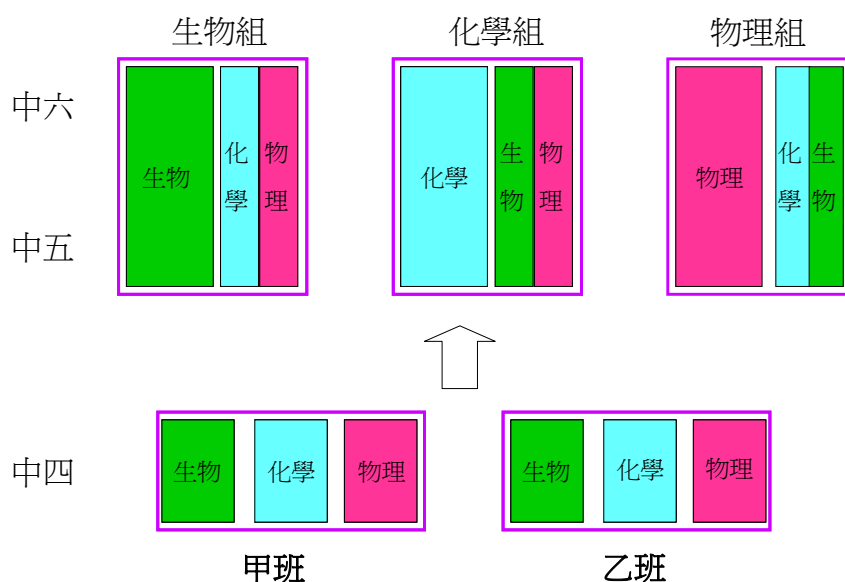 生物組
化學組
物理組
中六
中五
生物
化學
物理
化學
生物
物理
物理
化學
生物
中四
生物
化學
物理
生物
化學
物理
甲班
乙班